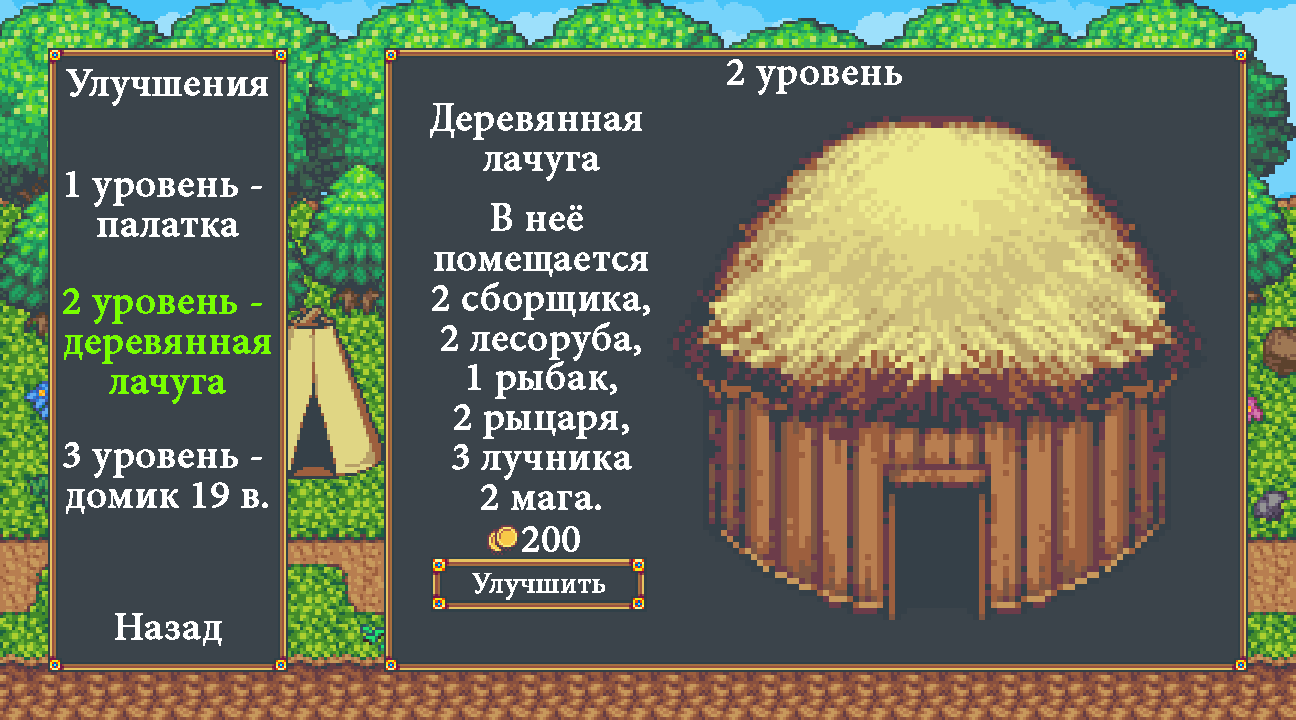 Улучшения
1 уровень -
палатка
2 уровень -
деревянная
лачуга
3 уровень -
домик 19 в.
Назад
2 уровень
Деревянная
лачуга
В неё
помещается
2 сборщика,
2 лесоруба,
1 рыбак,
2 рыцаря,
3 лучника
2 мага.
200
Улучшить